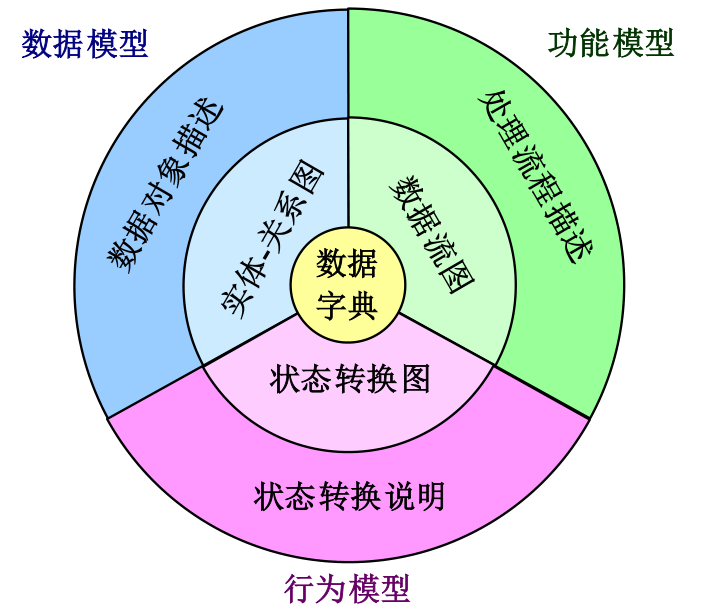 数据模型
功能模型
数据对象描述
处理流程描述
实体-关系图
数据流图
数据
字典
状态转换图
状态转换说明
行为模型